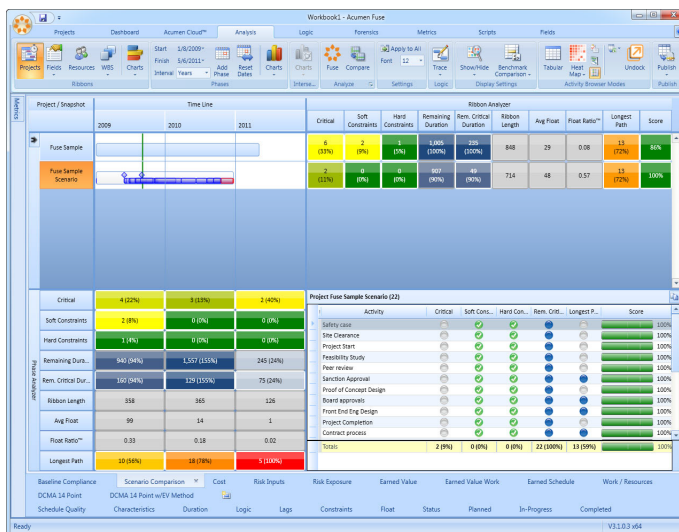 Workbook1 - Acumen Fuse
Projects Dashboard Acumen Cloud™ Analysis Logic Forensics Metrics Scripts Fields
Projects Fields Resources WBS Charts Start 1/8/2009 Finish 5/6/2011 Interval Years Add Phase Reset Dates Charts Charts Fuse Compare Apply to All Font 12 Trace Show/Hide Benchmark Comparison Tabular Heat Map Undock Publish
Ribbons Phases Interse... Analyze Settings Logic Display Settings Activity Browser Modes Publish
Metrics
Project / Snapshot Time Line Ribbon Analyzer
2009 2010 2011 Critical Soft Constraints Hard Constraints Remaining Duration Rem. Critical Duration Ribbon Length Avg Float Float Ratio™ Longest Path Score
Fuse Sample 6 (33%) 2 (9%) 1 (5%) 1,005 (100%) 235 (100%) 848 29 0.08 13 (72%) 86%
Fuse Sample Scenario 2 (11%) 0 (0%) 0 (0%) 907 (90%) 49 (90%) 714 48 0.57 13 (72%) 100%
Phase Analyzer
Critical 4 (22%) 3 (13%) 2 (40%)
Soft Constraints 2 (8%) 0 (0%) 0 (0%)
Hard Constraints 1 (4%) 0 (0%) 0 (0%)
Remaining Dura... 940 (94%) 1,557 (155%) 245 (24%)
Rem. Critical Dur... 160 (94%) 129 (155%) 75 (24%)
Ribbon Length 358 365 126
Avg Float 99 14 1
Float Ratio™ 0.33 0.18 0.02
Longest Path 10 (56%) 18 (78%) 5 (100%)
Project Fuse Sample Scenario (22)
Activity Critical Soft Cons... Hard Con... Rem. Criti... Longest P... Score
Safety case 100%
Site Clearance 100%
Project Start 100%
Feasibility Study 100%
Peer review 100%
Sanction Approval 100%
Proof of Concept Design 100%
Board approvals 100%
Front End Eng Design 100%
Project Completion 100%
Contract process 100%
Totals 2 (9%) 0 (0%) 0 (0%) 22 (100%) 13 (59%) 100%
Baseline Compliance Scenario Comparison Cost Risk Inputs Risk Exposure Earned Value Earned Value Work Earned Schedule Work / Resources
DCMA 14 Point DCMA 14 Point w/EV Method
Schedule Quality Characteristics Duration Logic Lags Constraints Float Status Planned In-Progress Completed
Ready V3.1.0.3 x64